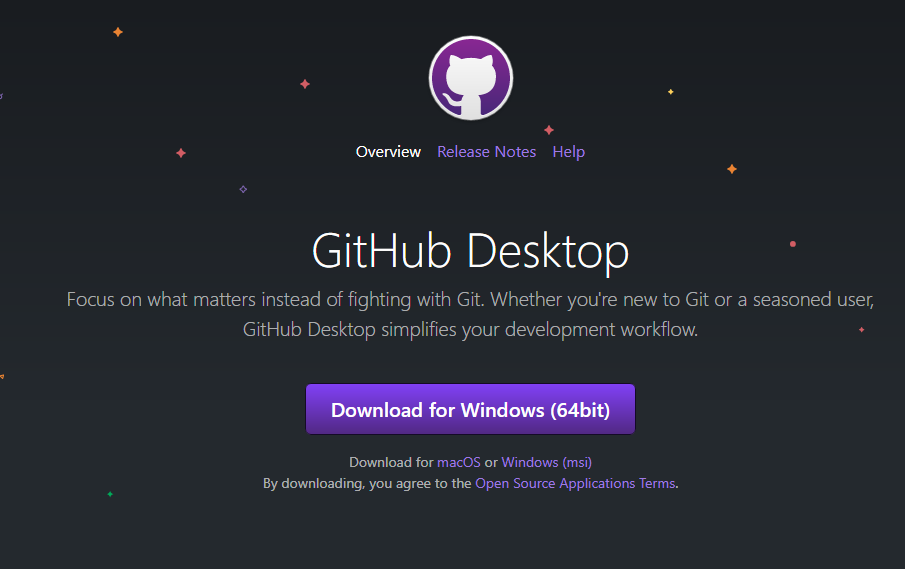 Overview Release Notes Help
GitHub Desktop
Focus on what matters instead of fighting with Git. Whether you're new to Git or a seasoned user,
GitHub Desktop simplifies your development workflow.
Download for Windows (64bit)
Download for macOS or Windows (msi)
By downloading, you agree to the Open Source Applications Terms.